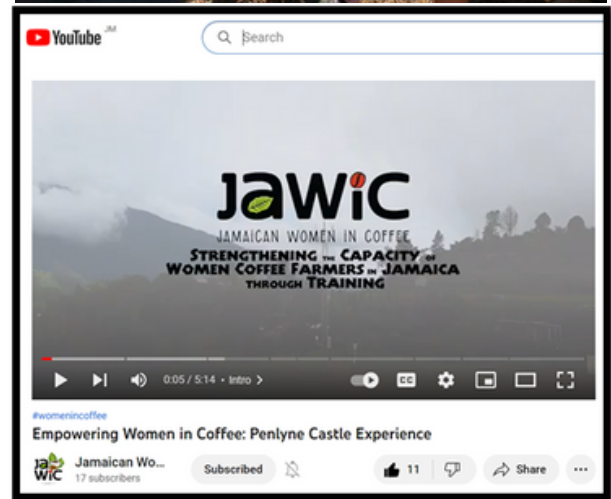 YouTube JM
Search
JaWiC
JAMAICAN WOMEN IN COFFEE
STRENGTHENING THE CAPACITY OF
WOMEN COFFEE FARMERS IN JAMAICA
THROUGH TRAINING
0:05 / 5:14 • Intro >
CC
#womenincoffee
Empowering Women in Coffee: Penlyne Castle Experience
JaWiC
Jamaican Wo...
17 subscribers
Subscribed
11
Share
...